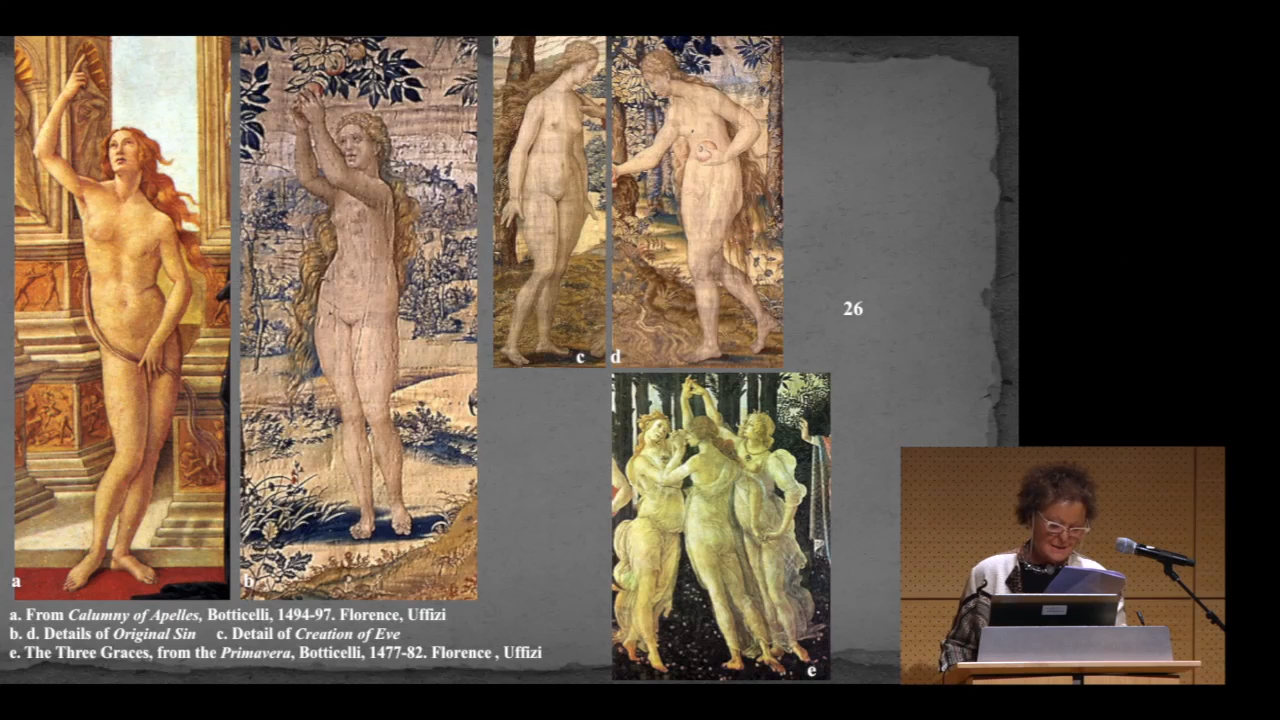 c
d
26
a
b
a. From Calumny of Apelles, Botticelli, 1494-97. Florence, Uffizi
b. d. Details of Original Sin c. Detail of Creation of Eve
e. The Three Graces, from the Primavera, Botticelli, 1477-82. Florence , Uffizi
e